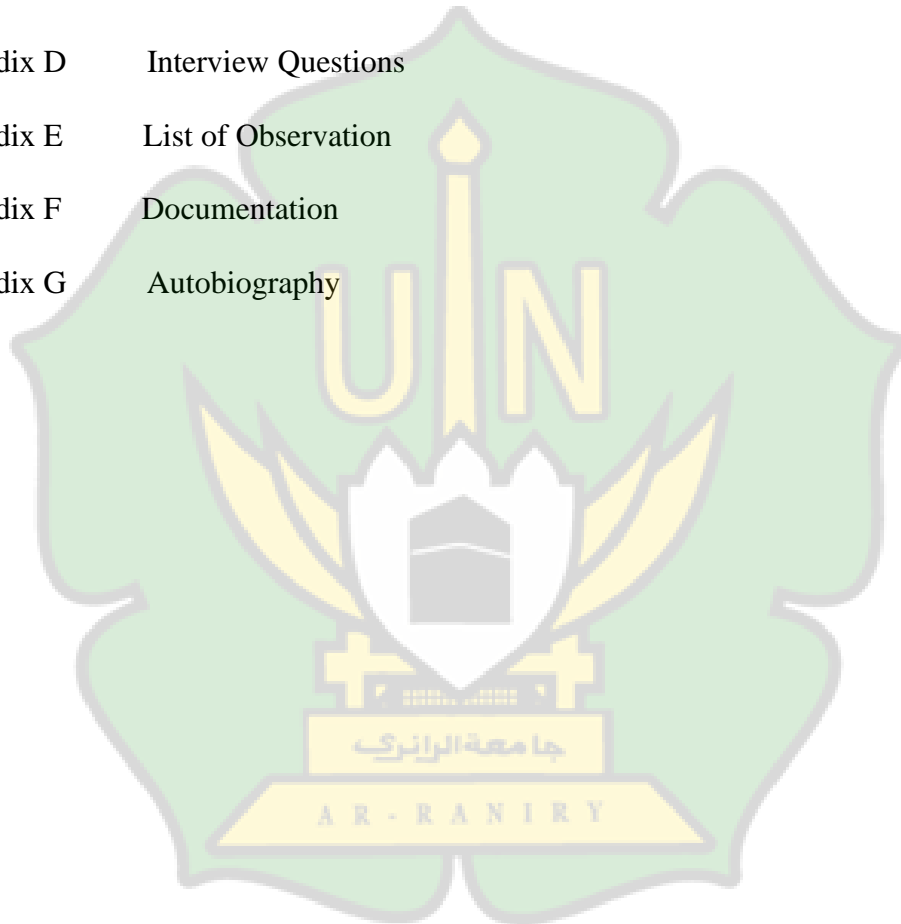 dix D Interview Questions
dix E List of Observation
dix F Documentation
dix G Autobiography
U N
جامعة الرانري
AR-RANIRY